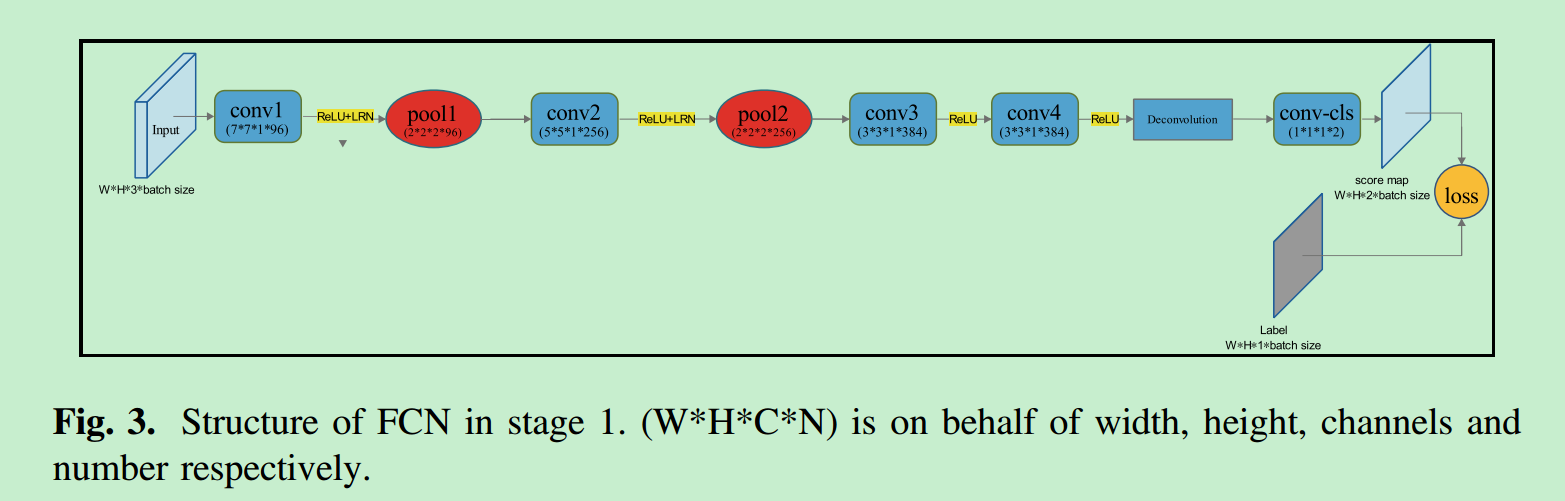 Input
W*H*3*batch size
conv1
(7*7*1*96)
ReLU+LRN
pool1
(2*2*2*96)
conv2
(5*5*1*256)
ReLU+LRN
pool2
(2*2*2*256)
conv3
(3*3*1*384)
ReLU
conv4
(3*3*1*384)
ReLU
Deconvolution
conv-cls
(1*1*1*2)
score map
W*H*2*batch size
loss
Label
W*H*1*batch size
Fig. 3. Structure of FCN in stage 1. (W*H*C*N) is on behalf of width, height, channels and
number respectively.